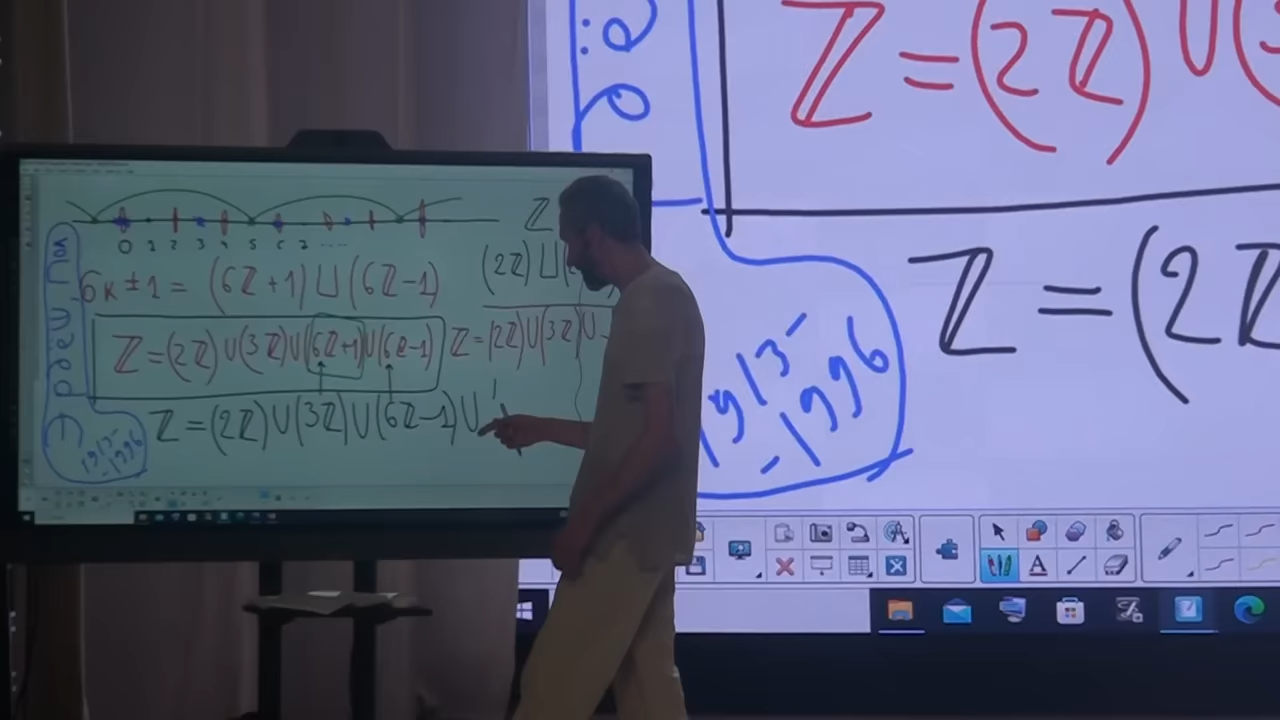 0 1 2 3 4 5 6 7 ....
6k ± 1 = (6ℤ+1) ⊔ (6ℤ-1)
ℤ=(2ℤ)∪(3ℤ)∪(6ℤ+1)∪(6ℤ-1)
ℤ=(2ℤ)∪(3ℤ)∪(6ℤ-1)∪
1913-
-1996
ℤ
(2ℤ)⊔(
ℤ=(2ℤ)∪(3ℤ)∪
ℤ=(2ℤ)∪(3
ℤ=(2ℤ
1913-
-1996